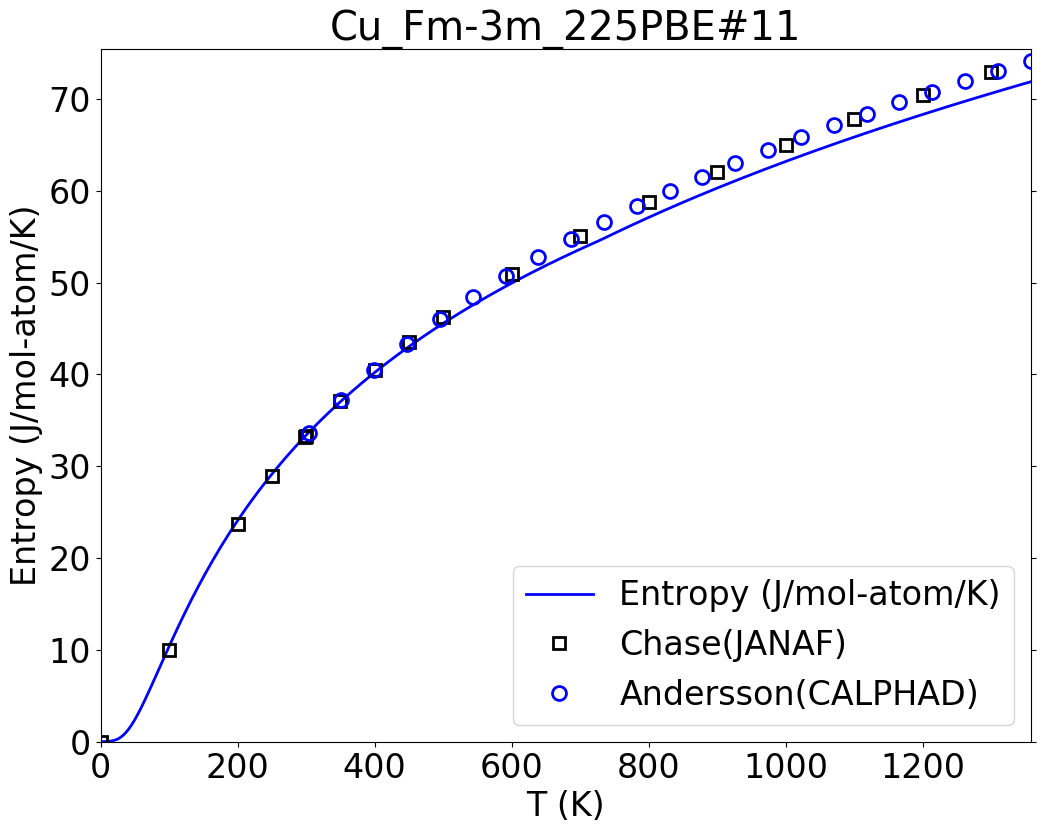 Cu_Fm-3m_225PBE#11
Entropy (J/mol-atom/K)
70
60
50
40
30
20
10
0
Entropy (J/mol-atom/K)
Chase(JANAF)
Andersson(CALPHAD)
0 200 400 600 800 1000 1200
T (K)